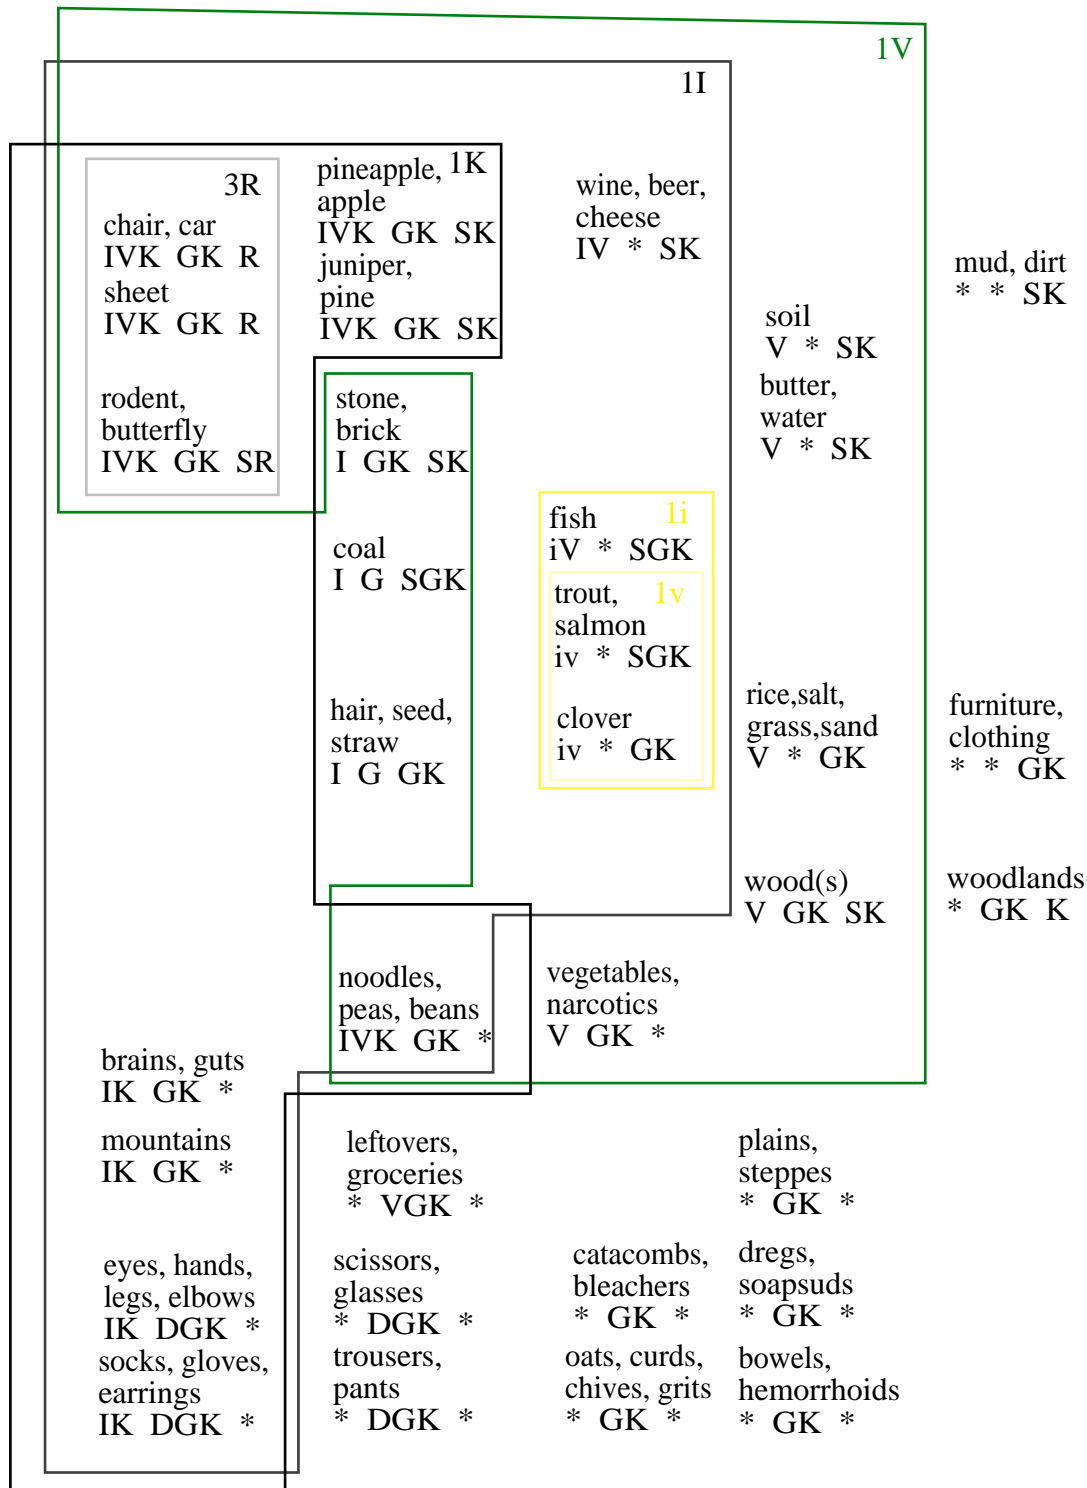 1V
1I
1K
3R
chair, car
IVK GK R
sheet
IVK GK R
rodent,
butterfly
IVK GK SR
pineapple,
apple
IVK GK SK
juniper,
pine
IVK GK SK
wine, beer,
cheese
IV * SK
mud, dirt
* * SK
soil
V * SK
butter,
water
V * SK
stone,
brick
I GK SK
coal
I G SGK
hair, seed,
straw
I G GK
1i
fish
iV * SGK
1v
trout,
salmon
iv * SGK
clover
iv * GK
rice,salt,
grass,sand
V * GK
furniture,
clothing
* * GK
wood(s)
V GK SK
woodlands
* GK K
noodles,
peas, beans
IVK GK *
vegetables,
narcotics
V GK *
brains, guts
IK GK *
mountains
IK GK *
leftovers,
groceries
* VGK *
plains,
steppes
* GK *
eyes, hands,
legs, elbows
IK DGK *
socks, gloves,
earrings
IK DGK *
scissors,
glasses
* DGK *
trousers,
pants
* DGK *
catacombs,
bleachers
* GK *
oats, curds,
chives, grits
* GK *
dregs,
soapsuds
* GK *
bowels,
hemorrhoids
* GK *